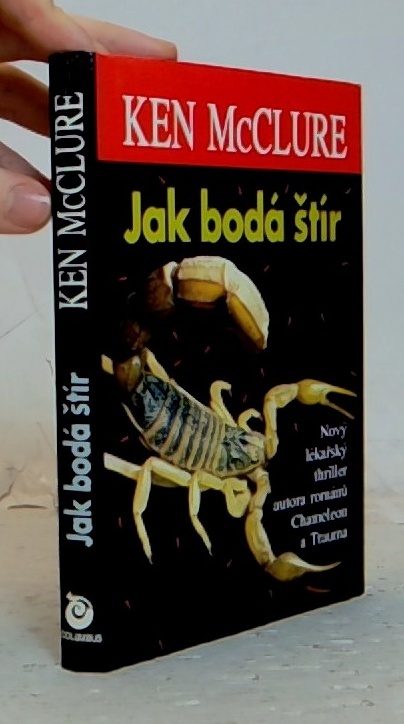 KEN McCLURE
Jak bodá štír
Nový
lékařský
thriller
autora románů
Chameleon
a Trauma
KEN McCLURE
Jak bodá štír
COLUMBUS